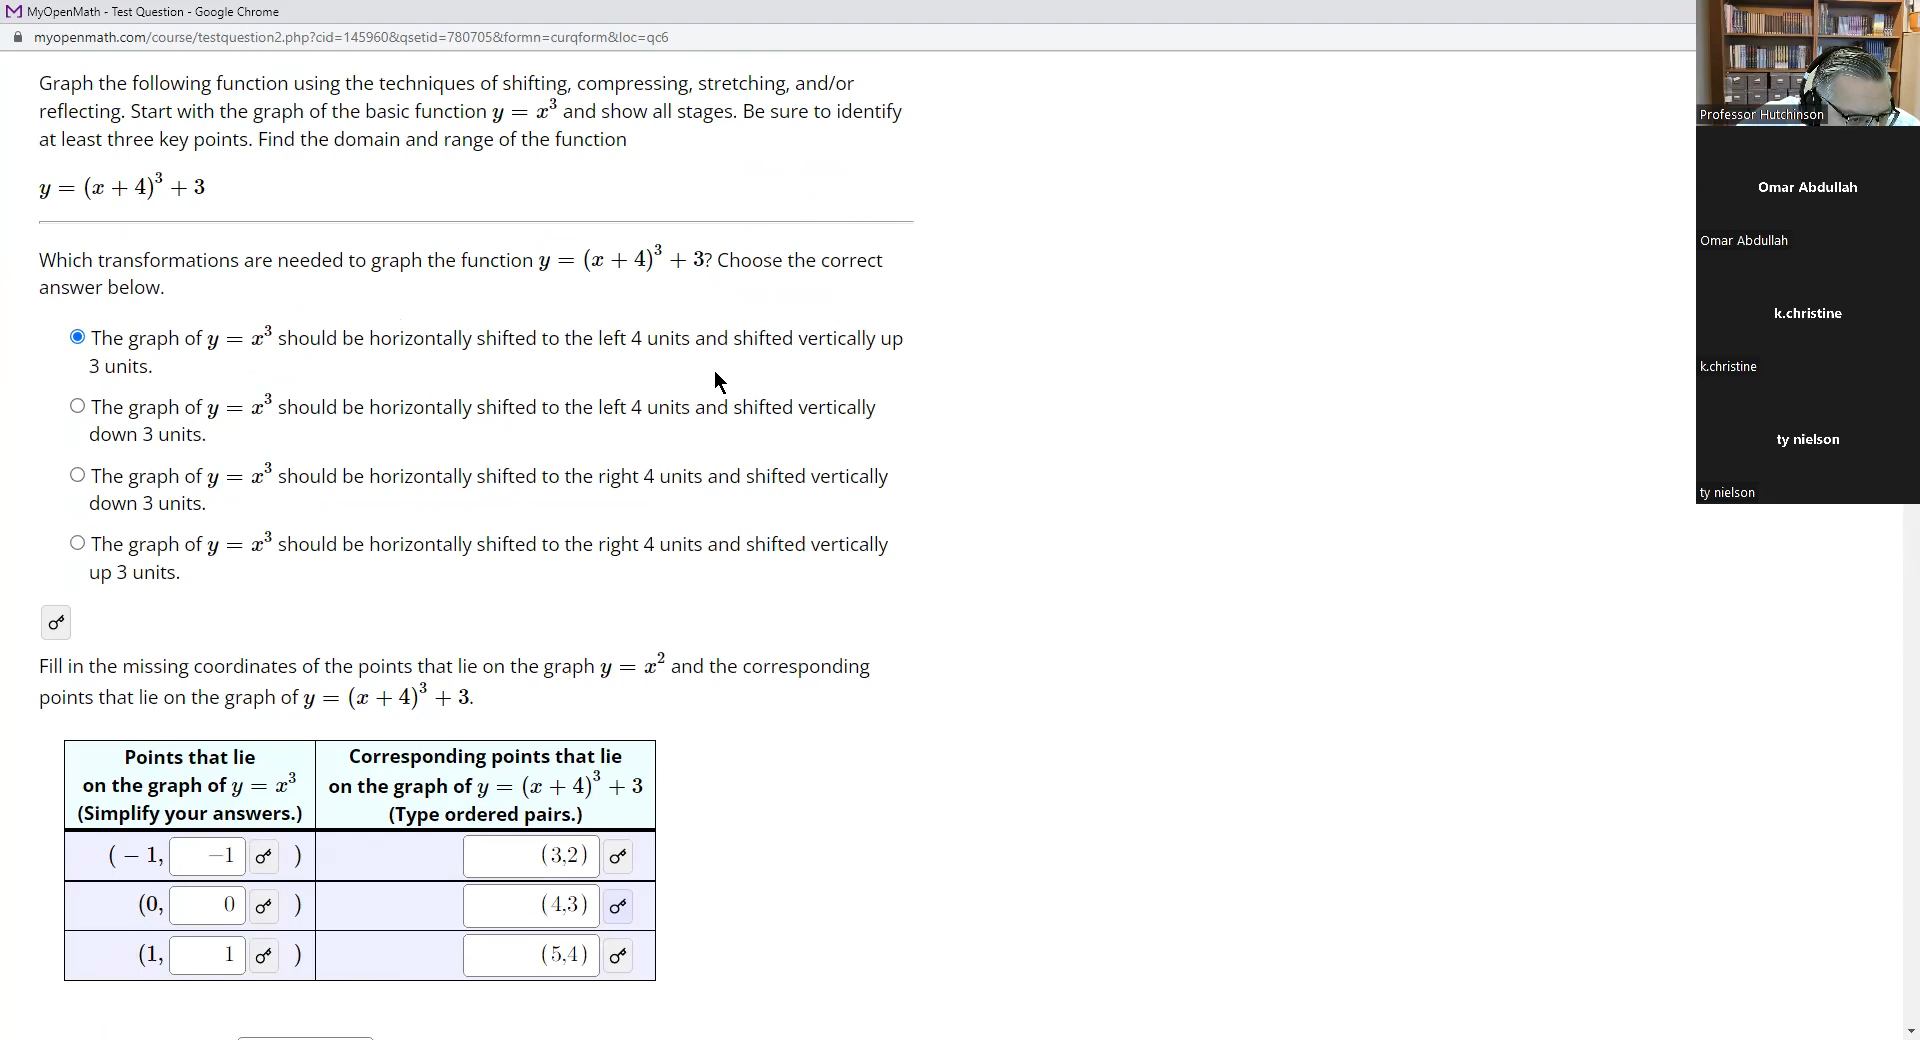 MyOpenMath - Test Question - Google Chrome
myopenmath.com/course/testquestion2.php?cid=145960&qsetid=780705&formn=curqform&loc=qc6
Graph the following function using the techniques of shifting, compressing, stretching, and/or
reflecting. Start with the graph of the basic function y = x³ and show all stages. Be sure to identify
at least three key points. Find the domain and range of the function
y = (x + 4)³ + 3
Which transformations are needed to graph the function y = (x + 4)³ + 3? Choose the correct
answer below.
The graph of y = x³ should be horizontally shifted to the left 4 units and shifted vertically up
3 units.
The graph of y = x³ should be horizontally shifted to the left 4 units and shifted vertically
down 3 units.
The graph of y = x³ should be horizontally shifted to the right 4 units and shifted vertically
down 3 units.
The graph of y = x³ should be horizontally shifted to the right 4 units and shifted vertically
up 3 units.
Fill in the missing coordinates of the points that lie on the graph y = x² and the corresponding
points that lie on the graph of y = (x + 4)³ + 3.
Points that lie
on the graph of y = x³
(Simplify your answers.)
Corresponding points that lie
on the graph of y = (x + 4)³ + 3
(Type ordered pairs.)
( − 1, −1 ) (3,2)
(0, 0 ) (4,3)
(1, 1 ) (5,4)
Professor Hutchinson
Omar Abdullah
Omar Abdullah
k.christine
k.christine
ty nielson
ty nielson